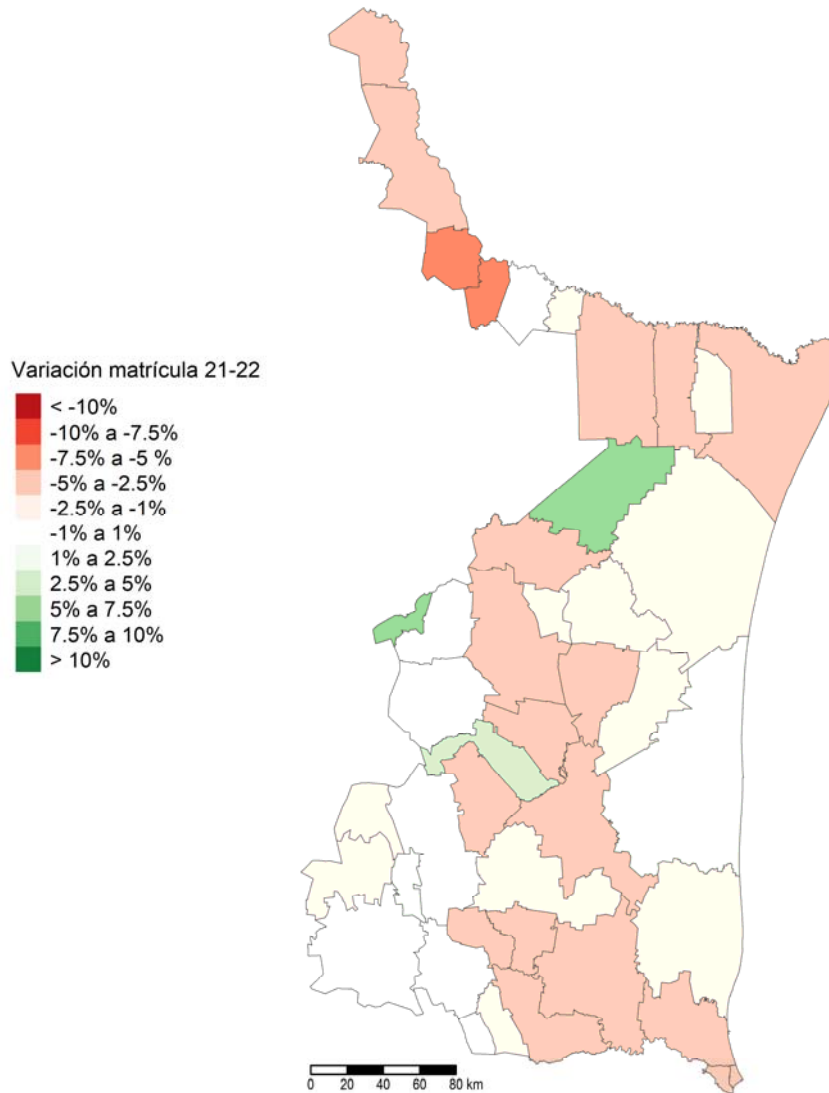 Variación matrícula 21-22
< -10%
-10% a -7.5%
-7.5% a -5 %
-5% a -2.5%
-2.5% a -1%
-1% a 1%
1% a 2.5%
2.5% a 5%
5% a 7.5%
7.5% a 10%
> 10%
0 20 40 60 80 km